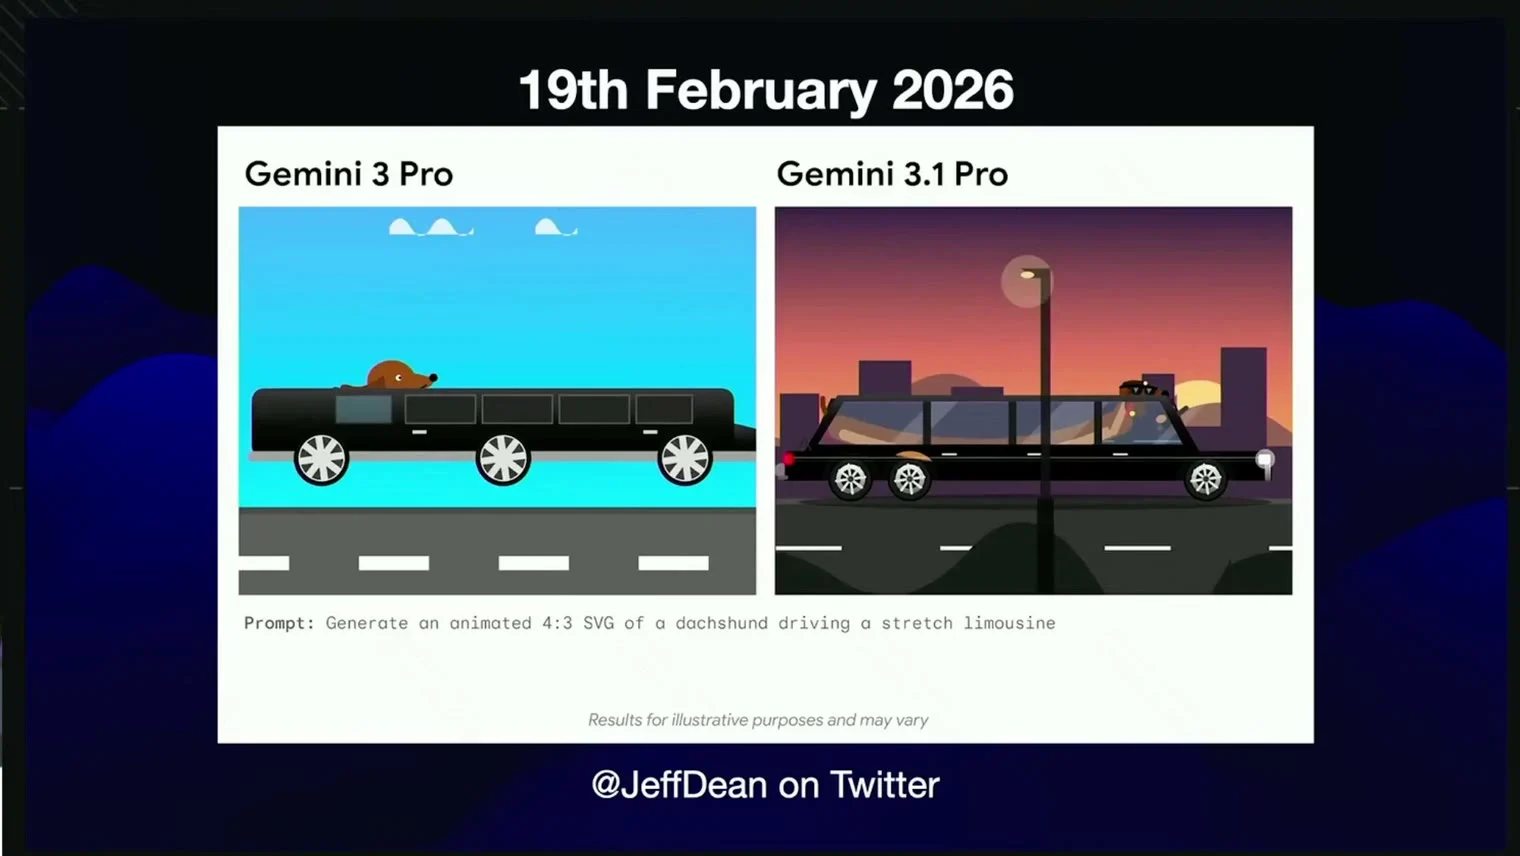 19th February 2026
Gemini 3 Pro
Gemini 3.1 Pro
Prompt: Generate an animated 4:3 SVG of a dachshund driving a stretch limousine
Results for illustrative purposes and may vary
@JeffDean on Twitter